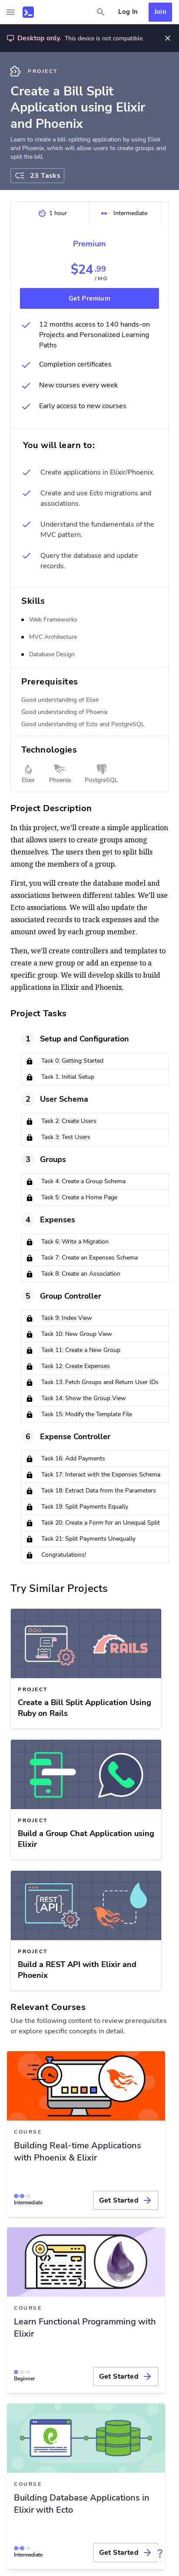 Log In
Join
Desktop only. This device is not compatible.
PROJECT
Create a Bill Split
Application using Elixir
and Phoenix
Learn to create a bill-splitting application by using Elixir
and Phoenix, which will allow users to create groups and
split the bill.
23 Tasks
1 hour
Intermediate
Premium
$24.99
/ MO
Get Premium
12 months access to 140 hands-on
Projects and Personalized Learning
Paths
Completion certificates
New courses every week
Early access to new courses
You will learn to:
Create applications in Elixir/Phoenix.
Create and use Ecto migrations and
associations.
Understand the fundamentals of the
MVC pattern.
Query the database and update
records.
Skills
Web Frameworks
MVC Architecture
Database Design
Prerequisites
Good understanding of Elixir
Good understanding of Phoenix
Good understanding of Ecto and PostgreSQL
Technologies
Elixir
Phoenix
PostgreSQL
Project Description
In this project, we'll create a simple application
that allows users to create groups among
themselves. The users then get to split bills
among the members of a group.
First, you will create the database model and
associations between different tables. We'll use
Ecto associations. We will also update the
associated records to track expenses and the
amount owed by each group member.
Then, we'll create controllers and templates to
create a new group or add an expense to a
specific group. We will develop skills to build
applications in Elixir and Phoenix.
Project Tasks
1 Setup and Configuration
Task 0: Getting Started
Task 1: Initial Setup
2 User Schema
Task 2: Create Users
Task 3: Test Users
3 Groups
Task 4: Create a Group Schema
Task 5: Create a Home Page
4 Expenses
Task 6: Write a Migration
Task 7: Create an Expenses Schema
Task 8: Create an Association
5 Group Controller
Task 9: Index View
Task 10: New Group View
Task 11: Create a New Group
Task 12: Create Expenses
Task 13: Fetch Groups and Return User IDs
Task 14: Show the Group View
Task 15: Modify the Template File
6 Expense Controller
Task 16: Add Payments
Task 17: Interact with the Expenses Schema
Task 18: Extract Data from the Parameters
Task 19: Split Payments Equally
Task 20: Create a Form for an Unequal Split
Task 21: Split Payments Unequally
Congratulations!
Try Similar Projects
RAILS
PROJECT
Create a Bill Split Application Using
Ruby on Rails
PROJECT
Build a Group Chat Application using
Elixir
REST
API
PROJECT
Build a REST API with Elixir and
Phoenix
Relevant Courses
Use the following content to review prerequisites
or explore specific concepts in detail.
COURSE
Building Real-time Applications
with Phoenix & Elixir
Intermediate
Get Started
COURSE
Learn Functional Programming with
Elixir
Beginner
Get Started
COURSE
Building Database Applications in
Elixir with Ecto
Intermediate
Get Started
?